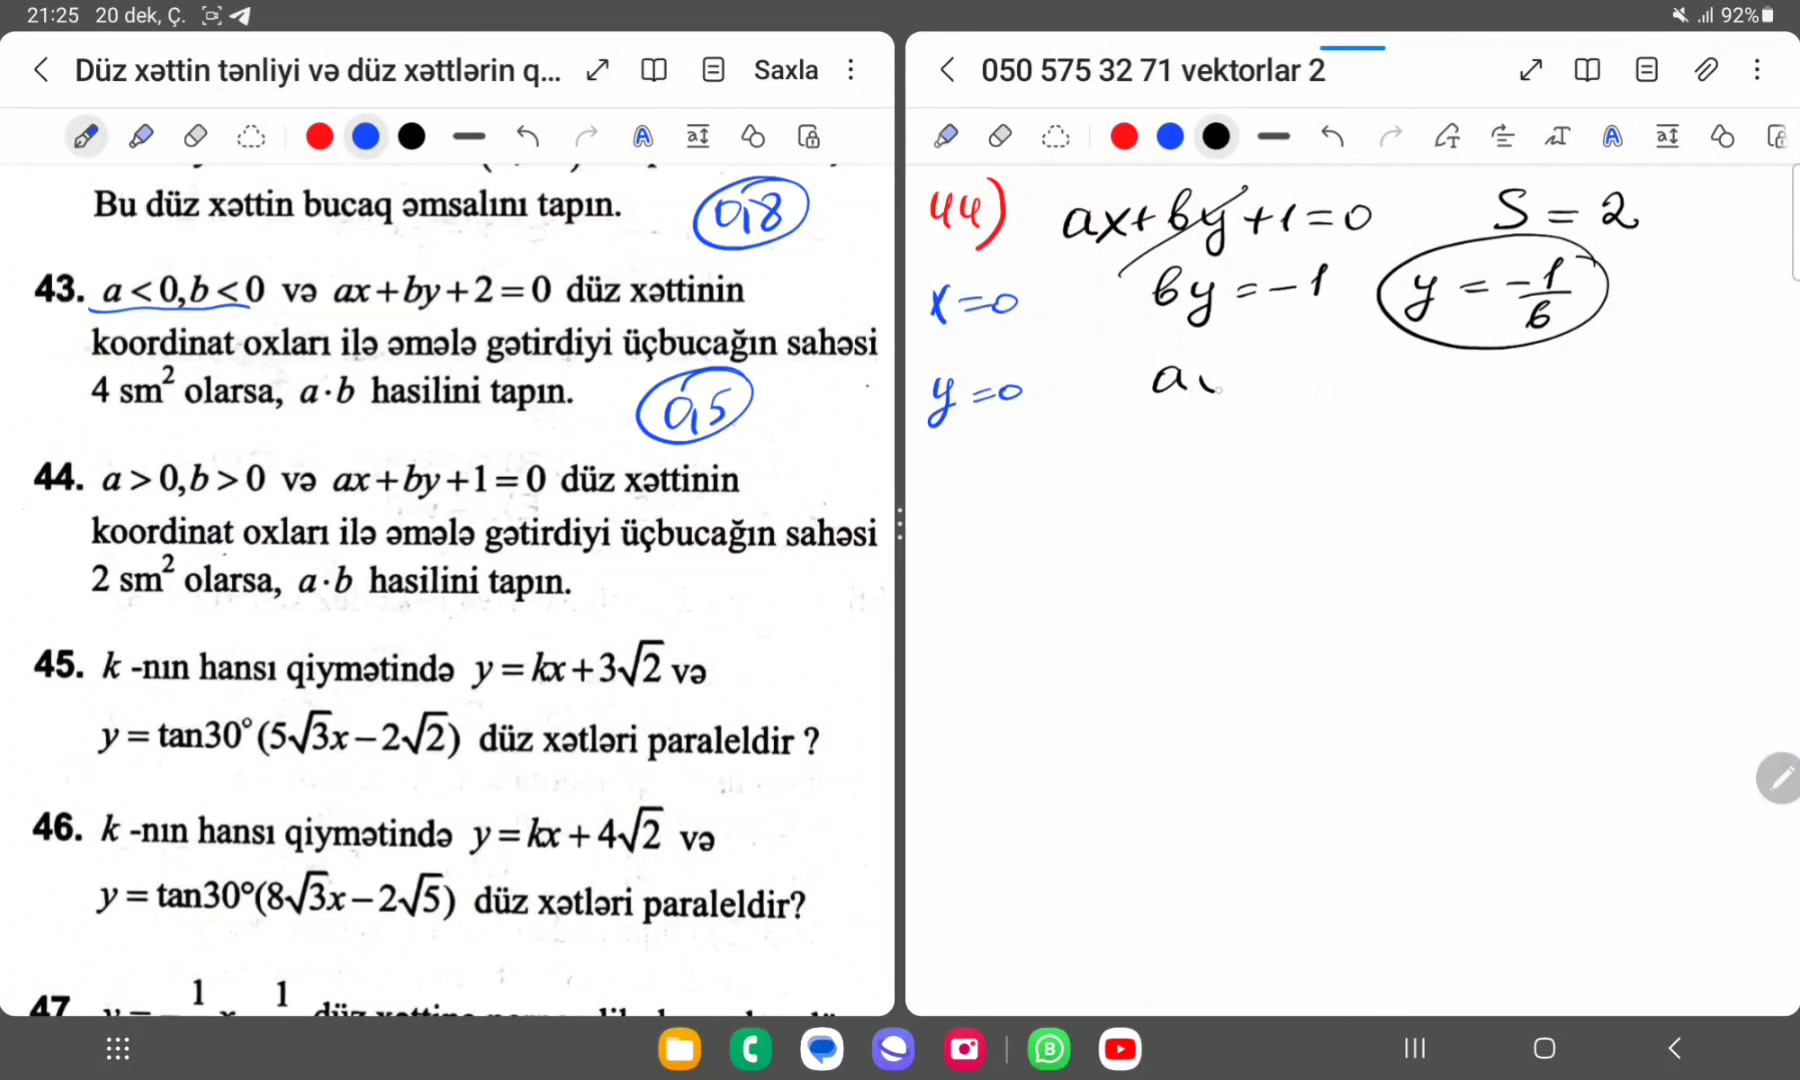 21:25 20 dek, Ç. 92%
Düz xəttin tənliyi və düz xəttlərin q... Saxla
Bu düz xəttin bucaq əmsalını tapın. 0,8
43. a<0,b<0 və ax+by+2=0 düz xəttinin
koordinat oxları ilə əmələ gətirdiyi üçbucağın sahəsi
4 sm² olarsa, a·b hasilini tapın. 0,5
44. a>0,b>0 və ax+by+1=0 düz xəttinin
koordinat oxları ilə əmələ gətirdiyi üçbucağın sahəsi
2 sm² olarsa, a·b hasilini tapın.
45. k -nın hansı qiymətində y=kx+3√2 və
y=tan30°(5√3x−2√2) düz xətləri paraleldir ?
46. k -nın hansı qiymətində y=kx+4√2 və
y=tan30°(8√3x−2√5) düz xətləri paraleldir?
47 1 1
050 575 32 71 vektorlar 2
44) ax+by+1=0 S=2
x=0 by=-1 y=-1/b
y=0 a